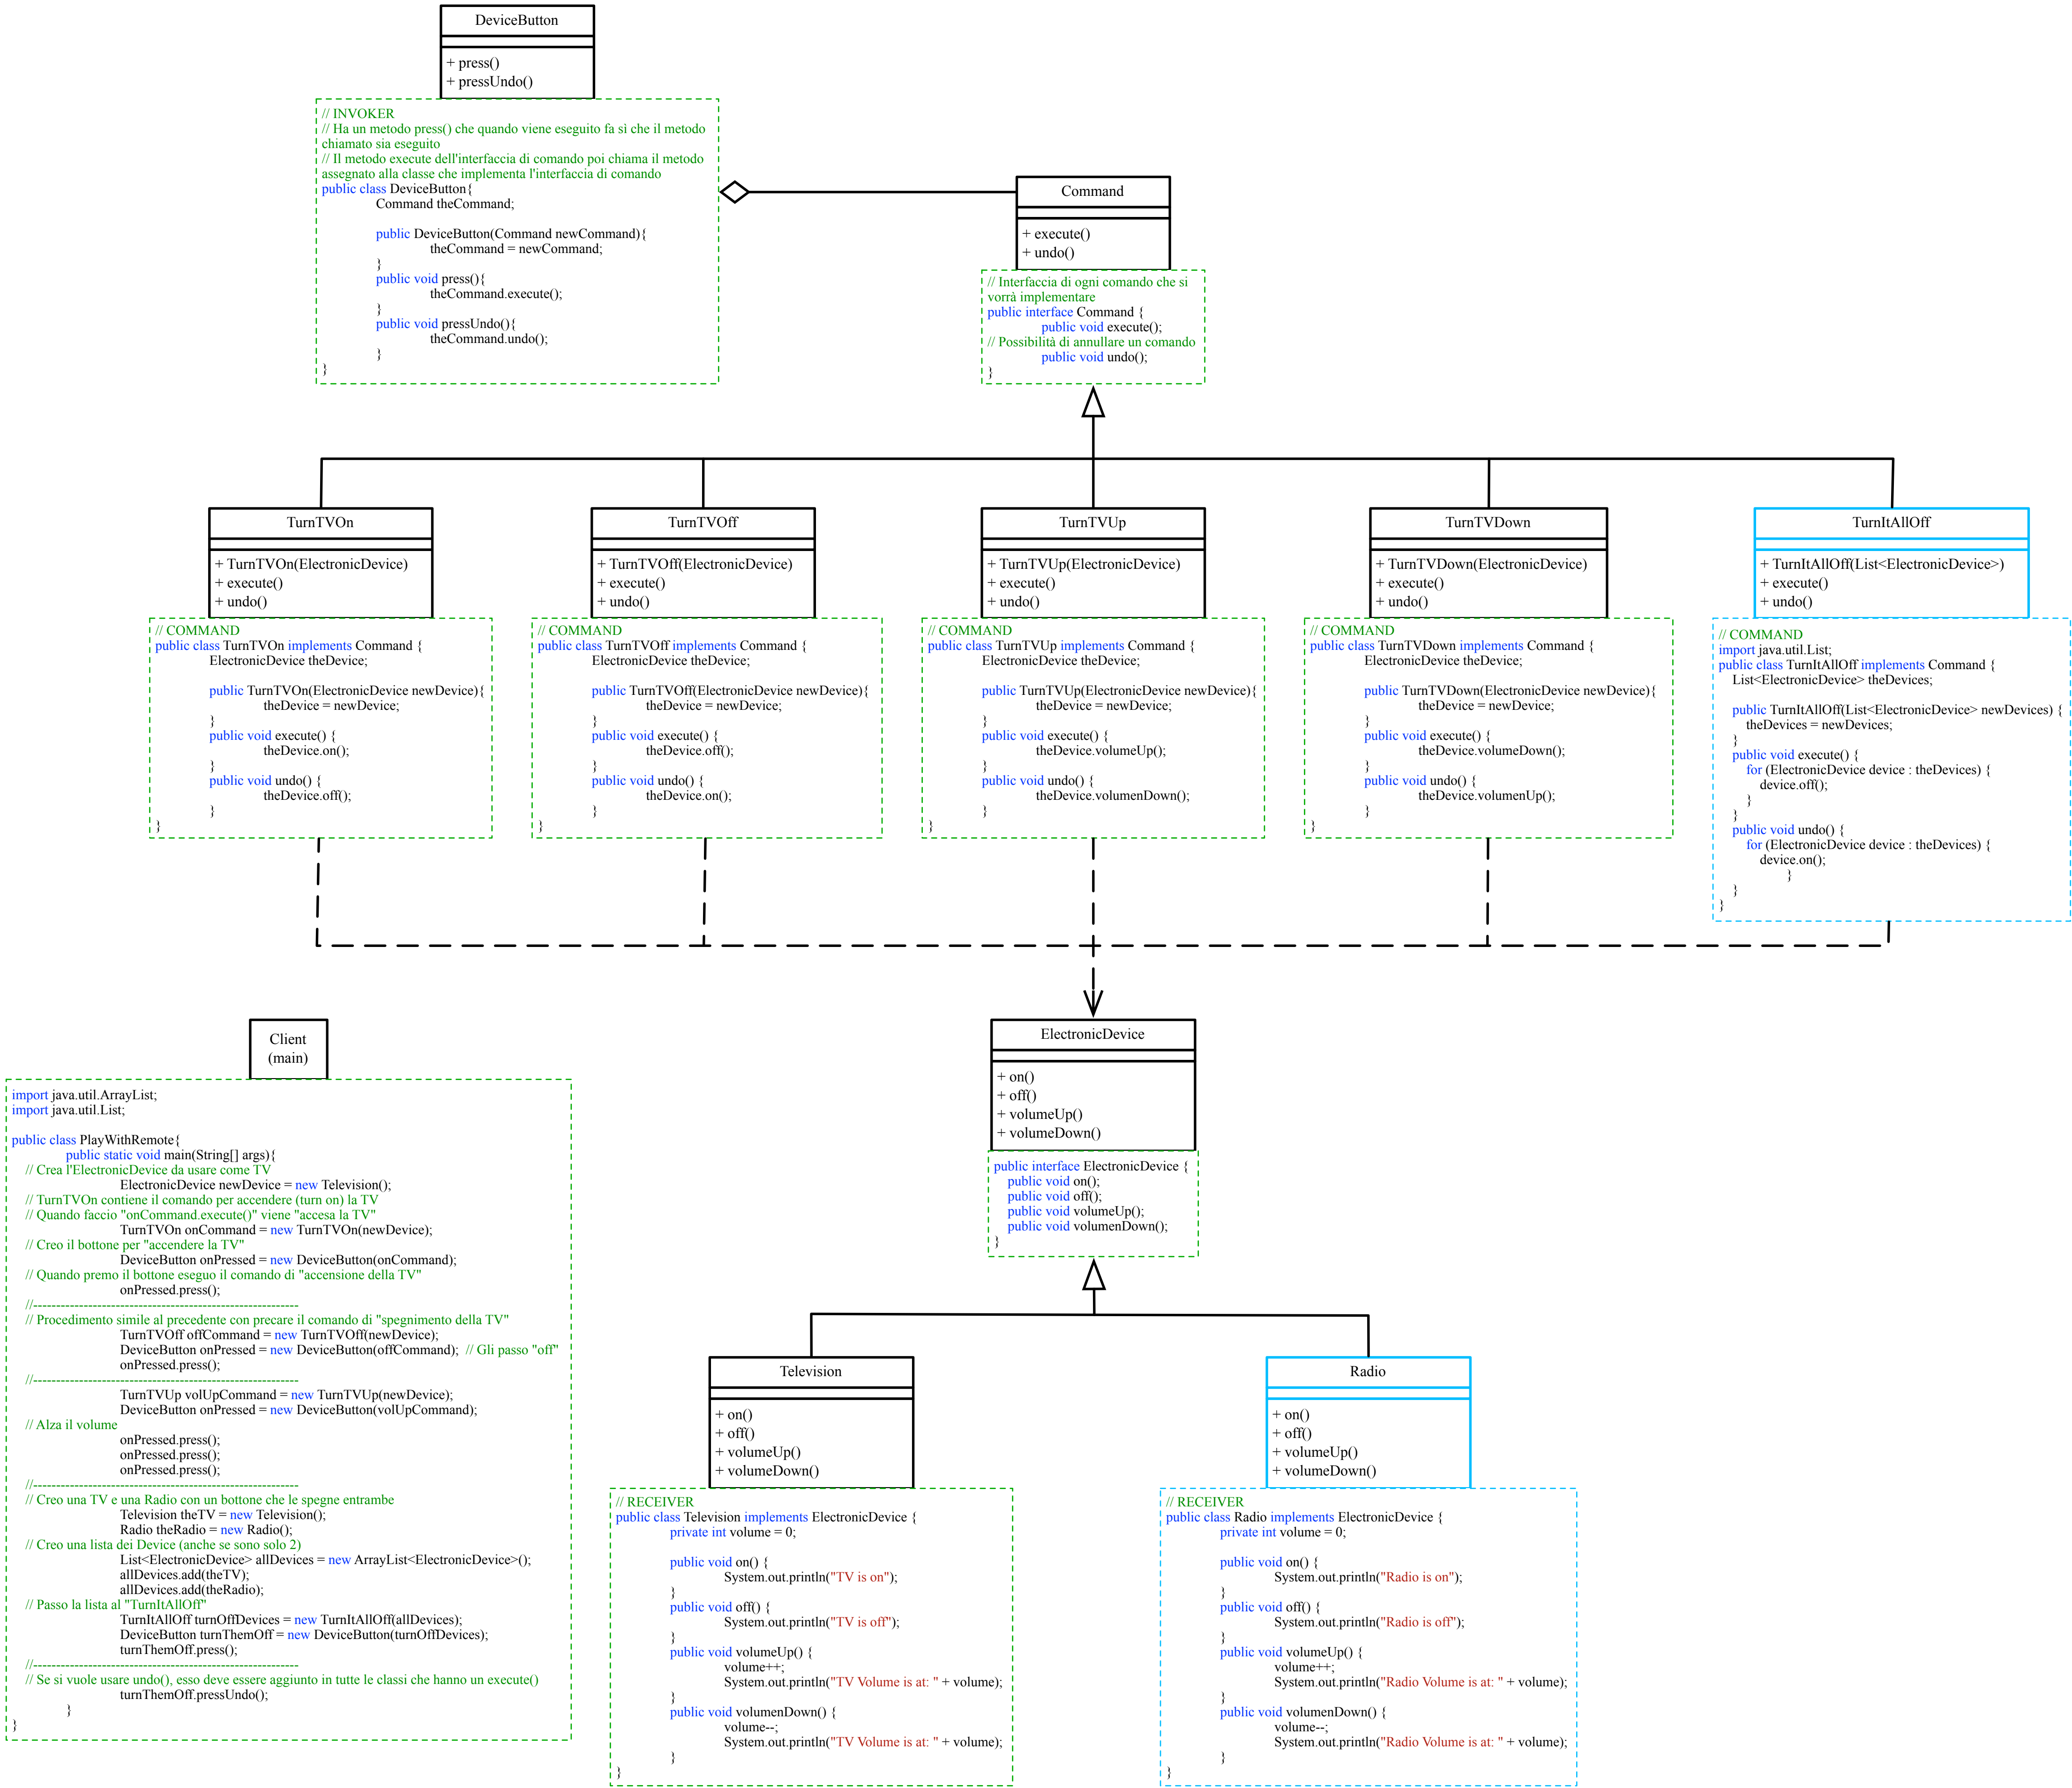 DeviceButton
+ press()
+ pressUndo()
// INVOKER
// Ha un metodo press() che quando viene eseguito fa sì che il metodo
chiamato sia eseguito
// Il metodo execute dell'interfaccia di comando poi chiama il metodo
assegnato alla classe che implementa l'interfaccia di comando
public class DeviceButton{
Command theCommand;
public DeviceButton(Command newCommand){
theCommand = newCommand;
}
public void press(){
theCommand.execute();
}
public void pressUndo(){
theCommand.undo();
}
}
Command
+ execute()
+ undo()
// Interfaccia di ogni comando che si
vorrà implementare
public interface Command {
public void execute();
// Possibilità di annullare un comando
public void undo();
}
TurnTVOn
+ TurnTVOn(ElectronicDevice)
+ execute()
+ undo()
// COMMAND
public class TurnTVOn implements Command {
ElectronicDevice theDevice;
public TurnTVOn(ElectronicDevice newDevice){
theDevice = newDevice;
}
public void execute() {
theDevice.on();
}
public void undo() {
theDevice.off();
}
}
TurnTVOff
+ TurnTVOff(ElectronicDevice)
+ execute()
+ undo()
// COMMAND
public class TurnTVOff implements Command {
ElectronicDevice theDevice;
public TurnTVOff(ElectronicDevice newDevice){
theDevice = newDevice;
}
public void execute() {
theDevice.off();
}
public void undo() {
theDevice.on();
}
}
TurnTVUp
+ TurnTVUp(ElectronicDevice)
+ execute()
+ undo()
// COMMAND
public class TurnTVUp implements Command {
ElectronicDevice theDevice;
public TurnTVUp(ElectronicDevice newDevice){
theDevice = newDevice;
}
public void execute() {
theDevice.volumeUp();
}
public void undo() {
theDevice.volumenDown();
}
}
TurnTVDown
+ TurnTVDown(ElectronicDevice)
+ execute()
+ undo()
// COMMAND
public class TurnTVDown implements Command {
ElectronicDevice theDevice;
public TurnTVDown(ElectronicDevice newDevice){
theDevice = newDevice;
}
public void execute() {
theDevice.volumeDown();
}
public void undo() {
theDevice.volumenUp();
}
}
TurnItAllOff
+ TurnItAllOff(List<ElectronicDevice>)
+ execute()
+ undo()
// COMMAND
import java.util.List;
public class TurnItAllOff implements Command {
List<ElectronicDevice> theDevices;
public TurnItAllOff(List<ElectronicDevice> newDevices) {
theDevices = newDevices;
}
public void execute() {
for (ElectronicDevice device : theDevices) {
device.off();
}
}
public void undo() {
for (ElectronicDevice device : theDevices) {
device.on();
}
}
}
Client
(main)
import java.util.ArrayList;
import java.util.List;
public class PlayWithRemote{
public static void main(String[] args){
// Crea l'ElectronicDevice da usare come TV
ElectronicDevice newDevice = new Television();
// TurnTVOn contiene il comando per accendere (turn on) la TV
// Quando faccio "onCommand.execute()" viene "accesa la TV"
TurnTVOn onCommand = new TurnTVOn(newDevice);
// Creo il bottone per "accendere la TV"
DeviceButton onPressed = new DeviceButton(onCommand);
// Quando premo il bottone eseguo il comando di "accensione della TV"
onPressed.press();
//----------------------------------------------------------
// Procedimento simile al precedente con precare il comando di "spegnimento della TV"
TurnTVOff offCommand = new TurnTVOff(newDevice);
DeviceButton onPressed = new DeviceButton(offCommand); // Gli passo "off"
onPressed.press();
//----------------------------------------------------------
TurnTVUp volUpCommand = new TurnTVUp(newDevice);
DeviceButton onPressed = new DeviceButton(volUpCommand);
// Alza il volume
onPressed.press();
onPressed.press();
onPressed.press();
//----------------------------------------------------------
// Creo una TV e una Radio con un bottone che le spegne entrambe
Television theTV = new Television();
Radio theRadio = new Radio();
// Creo una lista dei Device (anche se sono solo 2)
List<ElectronicDevice> allDevices = new ArrayList<ElectronicDevice>();
allDevices.add(theTV);
allDevices.add(theRadio);
// Passo la lista al "TurnItAllOff"
TurnItAllOff turnOffDevices = new TurnItAllOff(allDevices);
DeviceButton turnThemOff = new DeviceButton(turnOffDevices);
turnThemOff.press();
//----------------------------------------------------------
// Se si vuole usare undo(), esso deve essere aggiunto in tutte le classi che hanno un execute()
turnThemOff.pressUndo();
}
}
ElectronicDevice
+ on()
+ off()
+ volumeUp()
+ volumeDown()
public interface ElectronicDevice {
public void on();
public void off();
public void volumeUp();
public void volumenDown();
}
Television
+ on()
+ off()
+ volumeUp()
+ volumeDown()
// RECEIVER
public class Television implements ElectronicDevice {
private int volume = 0;
public void on() {
System.out.println("TV is on");
}
public void off() {
System.out.println("TV is off");
}
public void volumeUp() {
volume++;
System.out.println("TV Volume is at: " + volume);
}
public void volumenDown() {
volume--;
System.out.println("TV Volume is at: " + volume);
}
}
Radio
+ on()
+ off()
+ volumeUp()
+ volumeDown()
// RECEIVER
public class Radio implements ElectronicDevice {
private int volume = 0;
public void on() {
System.out.println("Radio is on");
}
public void off() {
System.out.println("Radio is off");
}
public void volumeUp() {
volume++;
System.out.println("Radio Volume is at: " + volume);
}
public void volumenDown() {
volume--;
System.out.println("Radio Volume is at: " + volume);
}
}